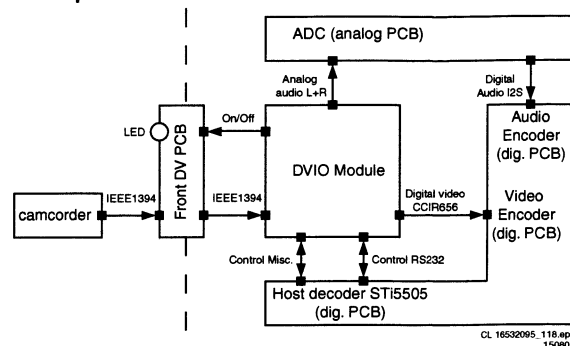 ADC (analog PCB)
Analog
audio L+R
Digital
Audio I2S
LED
On/Off
Front DV PCB
DVIO Module
Audio
Encoder
(dig. PCB)
camcorder
IEEE1394
IEEE1394
Digital video
CCIR656
Video
Encoder
(dig. PCB)
Control Misc.
Control RS232
Host decoder STi5505
(dig. PCB)
CL 16532095_118.ep
15080